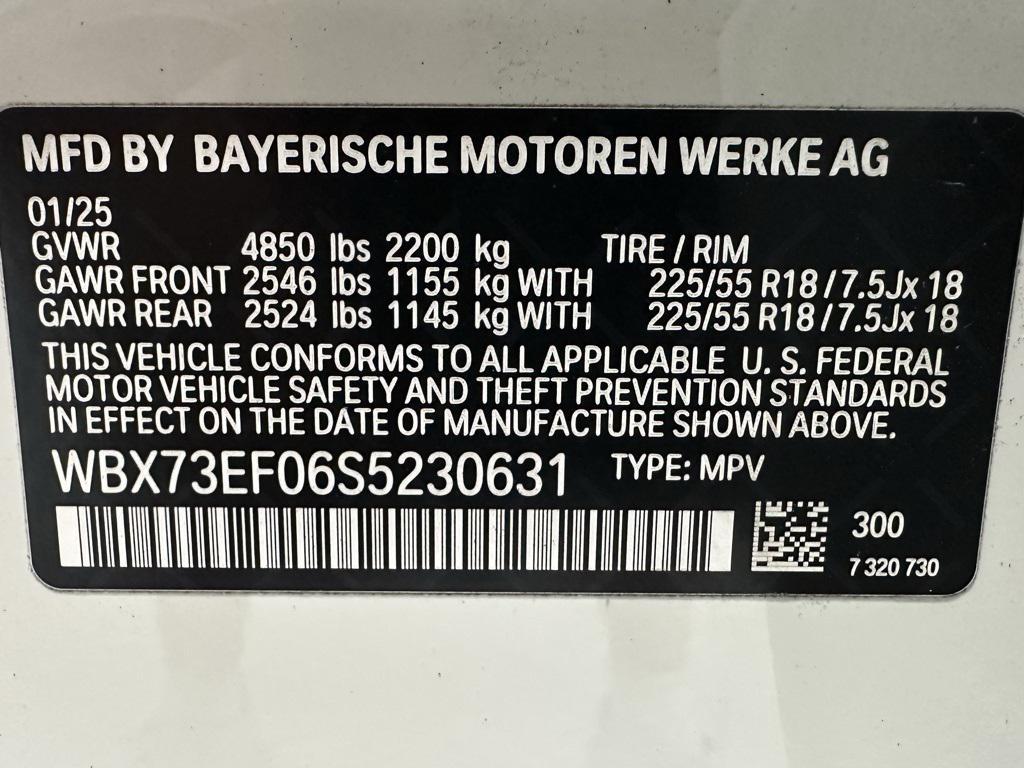 MFD BY BAYERISCHE MOTOREN WERKE AG
01/25
GVWR 4850 lbs 2200 kg TIRE / RIM
GAWR FRONT 2546 lbs 1155 kg WITH 225/55 R18 / 7.5Jx 18
GAWR REAR 2524 lbs 1145 kg WITH 225/55 R18 / 7.5Jx 18
THIS VEHICLE CONFORMS TO ALL APPLICABLE U. S. FEDERAL
MOTOR VEHICLE SAFETY AND THEFT PREVENTION STANDARDS
IN EFFECT ON THE DATE OF MANUFACTURE SHOWN ABOVE.
WBX73EF06S5230631 TYPE: MPV
300
7 320 730